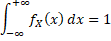 ∫_{-∞}^{+∞} f_X(x) dx = 1